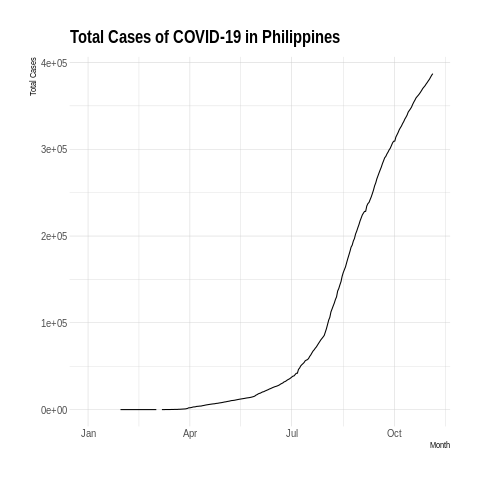 Total Cases of COVID-19 in Philippines
Total Cases
4e+05
3e+05
2e+05
1e+05
0e+00
Jan Apr Jul Oct
Month